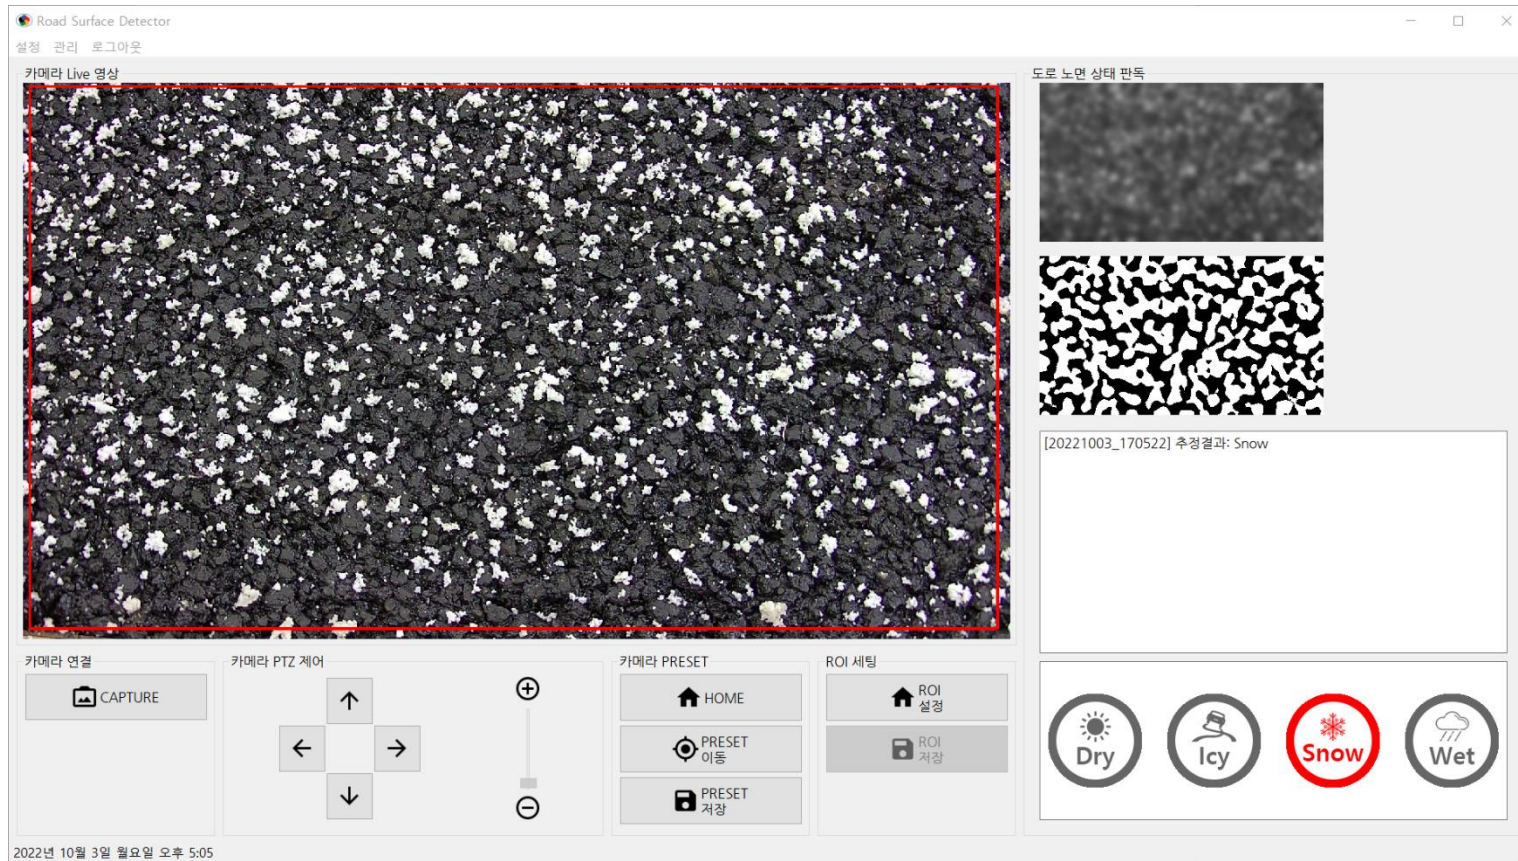 Road Surface Detector
설정 관리 로그아웃
카메라 Live 영상
도로 노면 상태 판독
[20221003_170522] 추정결과: Snow
카메라 연결
CAPTURE
카메라 PTZ 제어
카메라 PRESET
HOME
PRESET
이동
PRESET
저장
ROI 세팅
ROI
설정
ROI
저장
Dry
Icy
Snow
Wet
2022년 10월 3일 월요일 오후 5:05